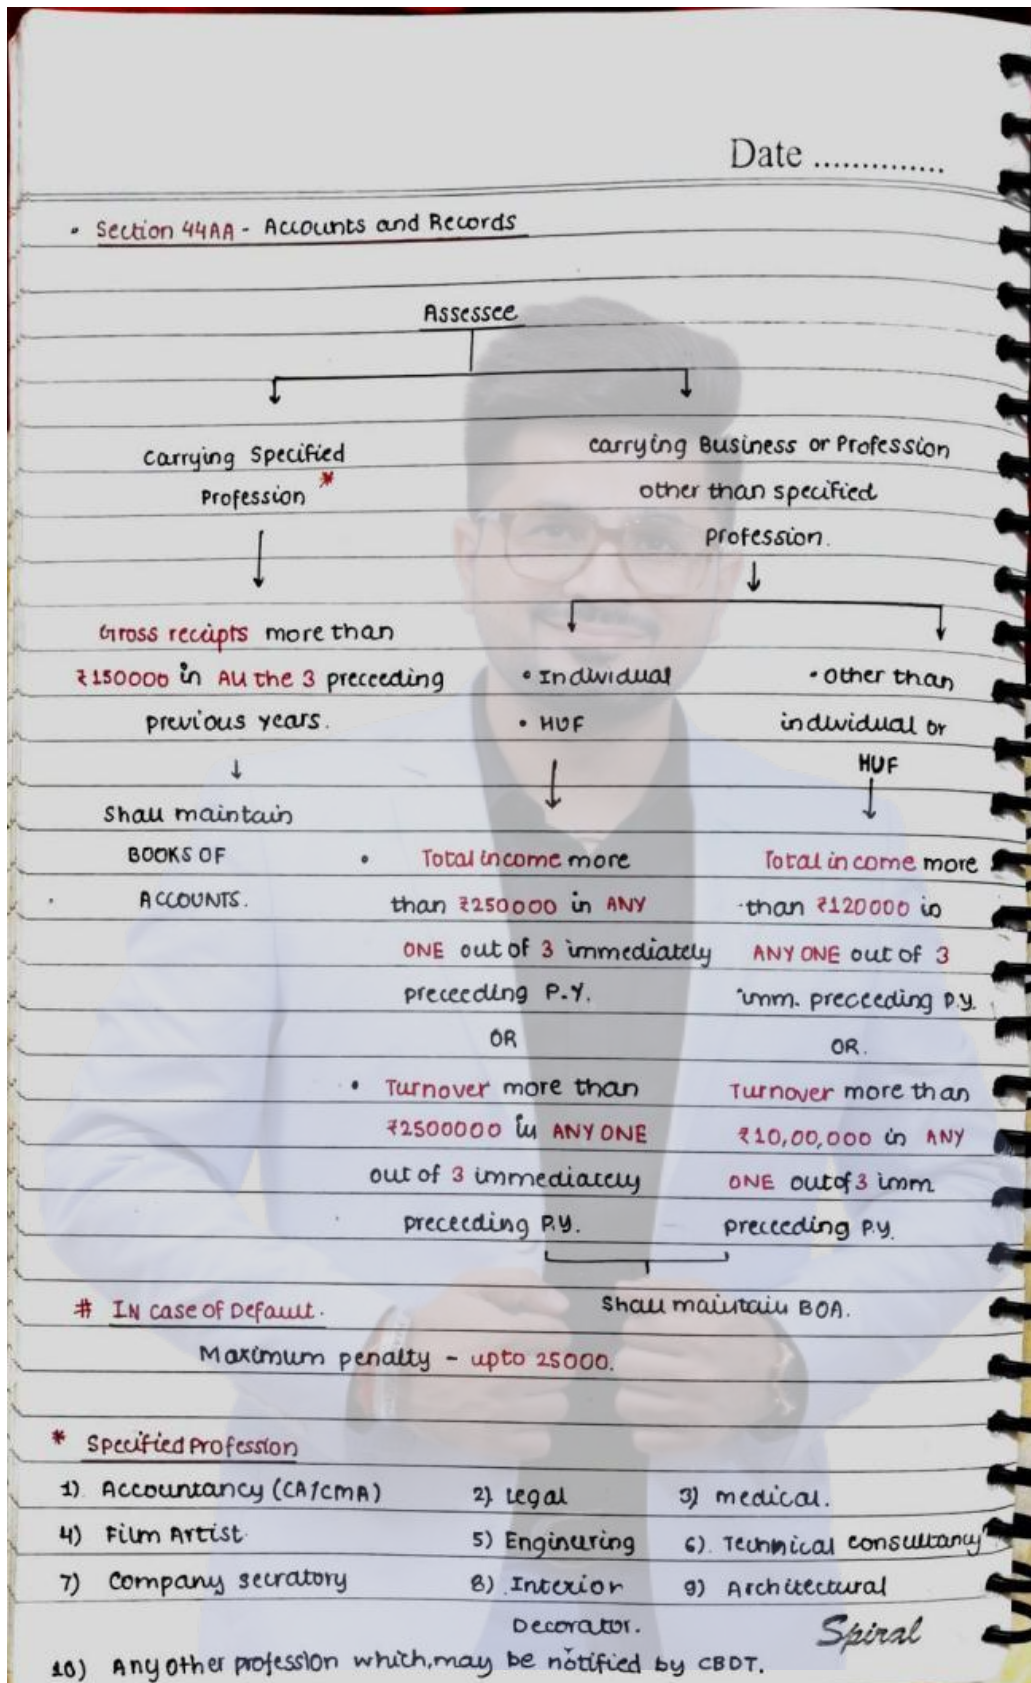 Date ..............
• Section 44AA - Accounts and Records
Assessee
Carrying Specified
Profession *
carrying Business or Profession
other than specified
Profession.
Gross receipts more than
₹150000 in All the 3 preceeding
previous years.
Shall maintain
BOOKS OF
ACCOUNTS.
• Individual
• HUF
• Total income more
than ₹250000 in ANY
ONE out of 3 immediately
preceeding P.Y.
OR
• Turnover more than
₹2500000 in ANY ONE
out of 3 immediately
preceeding P.Y.
• Other than
individual or
HUF
Total income more
than ₹120000 in
ANY ONE out of 3
imm. preceeding P.Y.
OR.
Turnover more than
₹10,00,000 in ANY
ONE out of 3 imm
preceeding P.Y.
Shall maintain BOA.
# IN case of Default.
Maximum penalty - upto 25000.
* Specified Profession
1) Accountancy (CA/CMA) 2) Legal 3) medical.
4) Film Artist 5) Enginering 6) Technical consultancy
7) Company secratory 8) Interior 9) Architectural
Decorator.
Spiral
10) Any other profession which may be notified by CBDT.